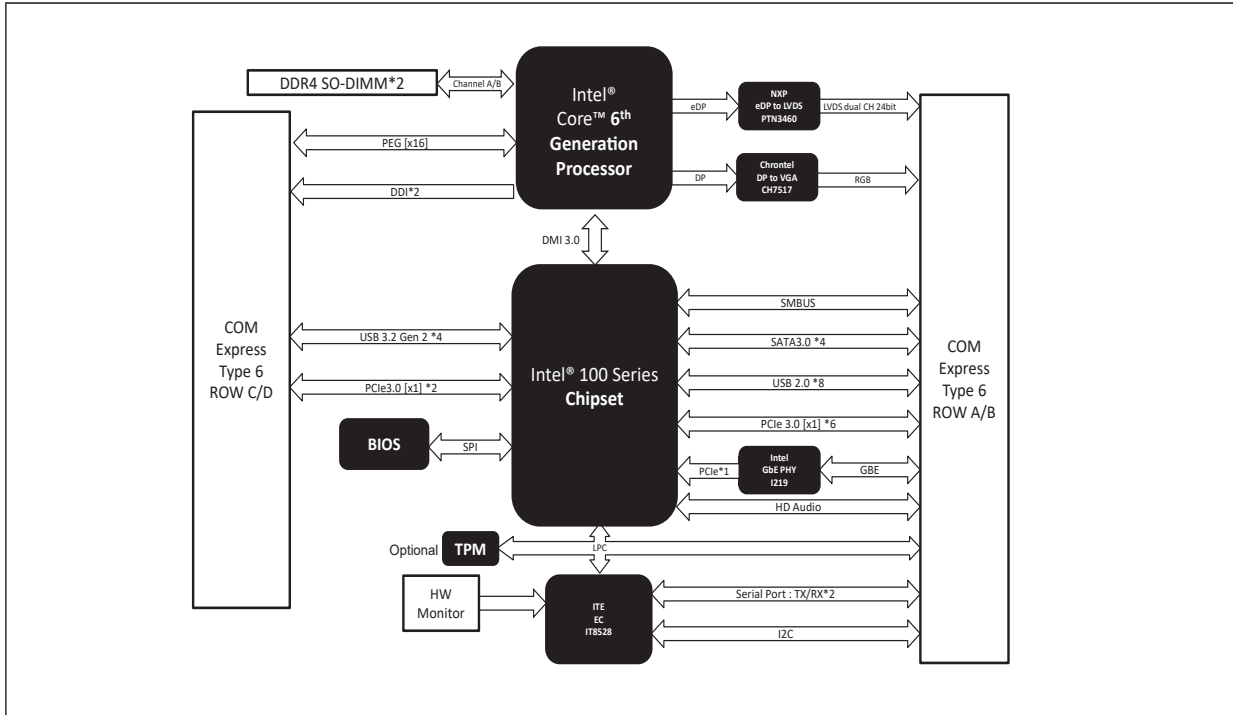 DDR4 SO-DIMM*2
Channel A/B
Intel®
Core™ 6th
Generation
Processor
eDP
NXP
eDP to LVDS
PTN3460
LVDS dual CH 24bit
PEG [x16]
DDI*2
DP
Chrontel
DP to VGA
CH7517
RGB
DMI 3.0
COM
Express
Type 6
ROW C/D
USB 3.2 Gen 2 *4
PCIe3.0 [x1] *2
BIOS
SPI
Intel® 100 Series
Chipset
SMBUS
SATA3.0 *4
USB 2.0 *8
PCIe 3.0 [x1] *6
PCIe*1
Intel
GbE PHY
I219
GBE
HD Audio
COM
Express
Type 6
ROW A/B
Optional
TPM
LPC
HW
Monitor
ITE
EC
IT8528
Serial Port : TX/RX*2
I2C